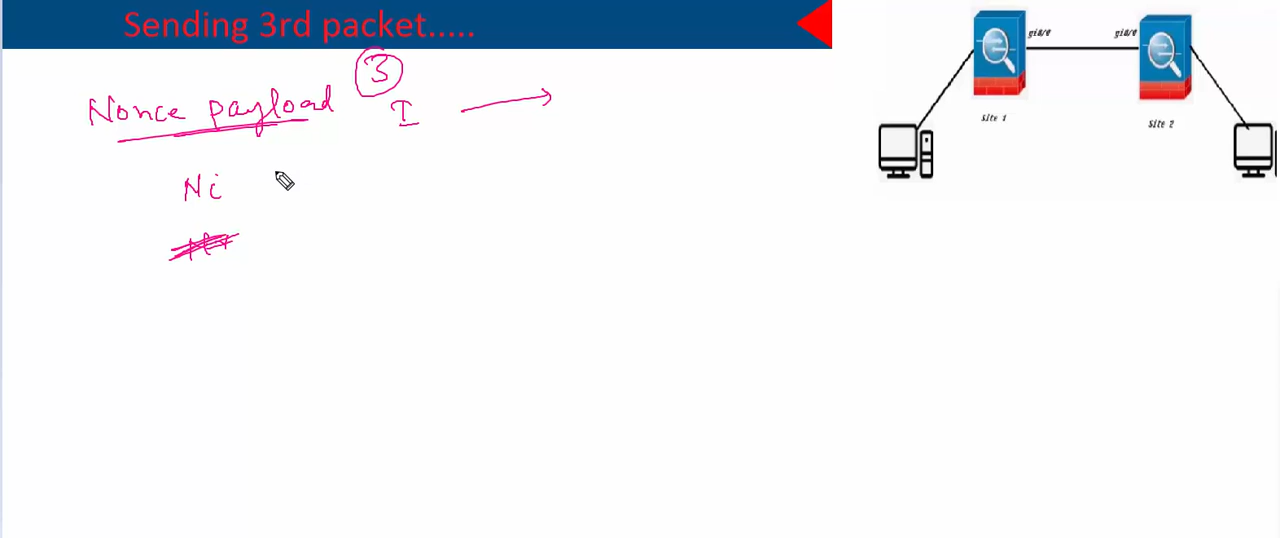 Sending 3rd packet.....
3
Nonce payload I
Ni
gi0/0 gi0/0
Site 1
Site 2